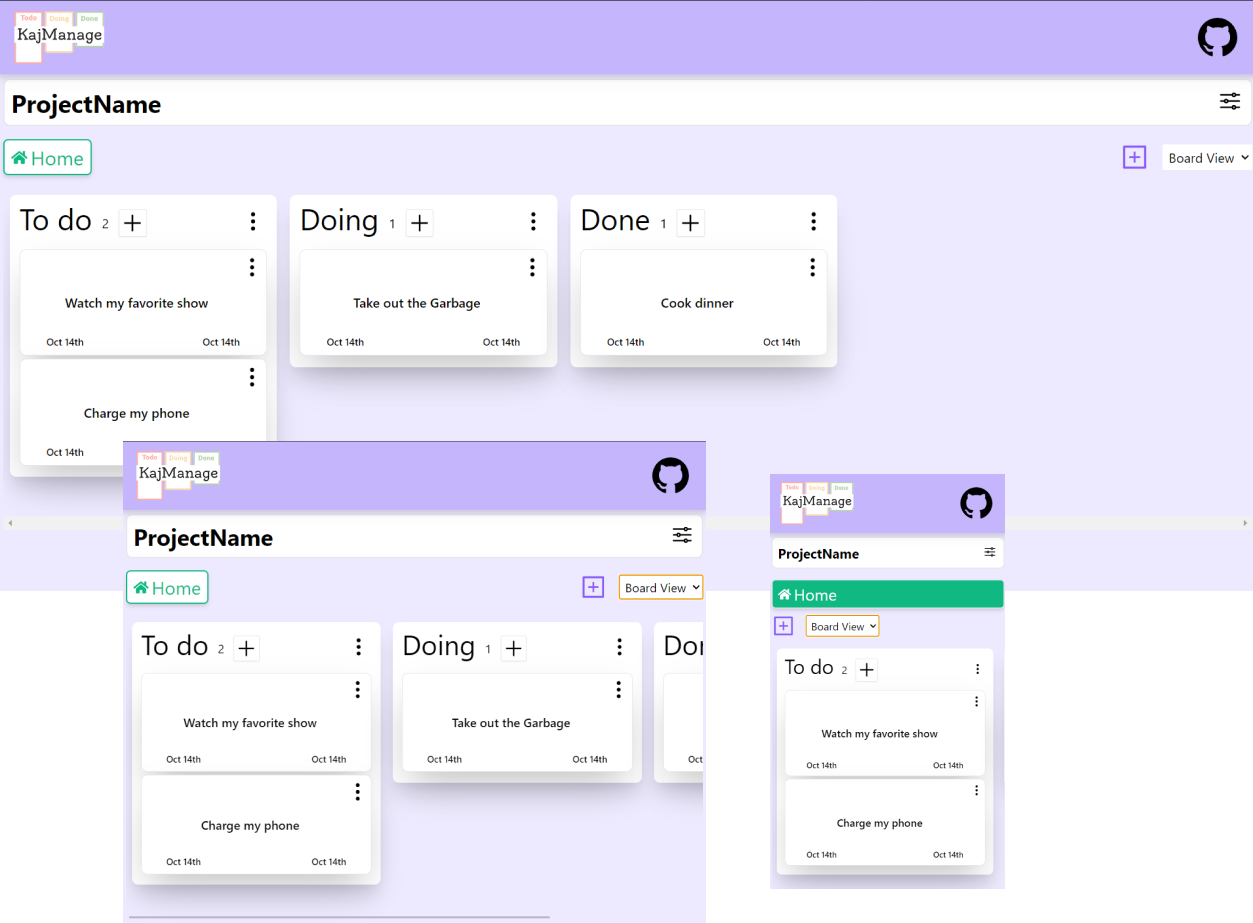 Todo Doing Done
KajManage
ProjectName
Home
Board View
To do 2
Doing 1
Done 1
Watch my favorite show
Oct 14th Oct 14th
Take out the Garbage
Oct 14th Oct 14th
Cook dinner
Oct 14th Oct 14th
Charge my phone
Oct 14th
Todo Doing Done
KajManage
ProjectName
Home
Board View
To do 2
Doing 1
Don
Watch my favorite show
Oct 14th Oct 14th
Take out the Garbage
Oct 14th Oct 14th
Oct
Charge my phone
Oct 14th Oct 14th
Todo Doing Done
KajManage
ProjectName
Home
Board View
To do 2
Watch my favorite show
Oct 14th Oct 14th
Charge my phone
Oct 14th Oct 14th